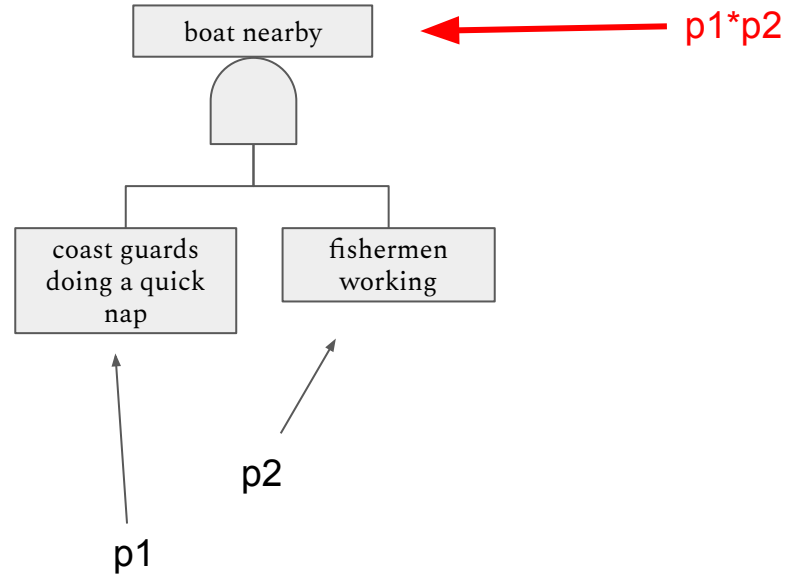 boat nearby
p1*p2
coast guards
doing a quick
nap
fishermen
working
p2
p1